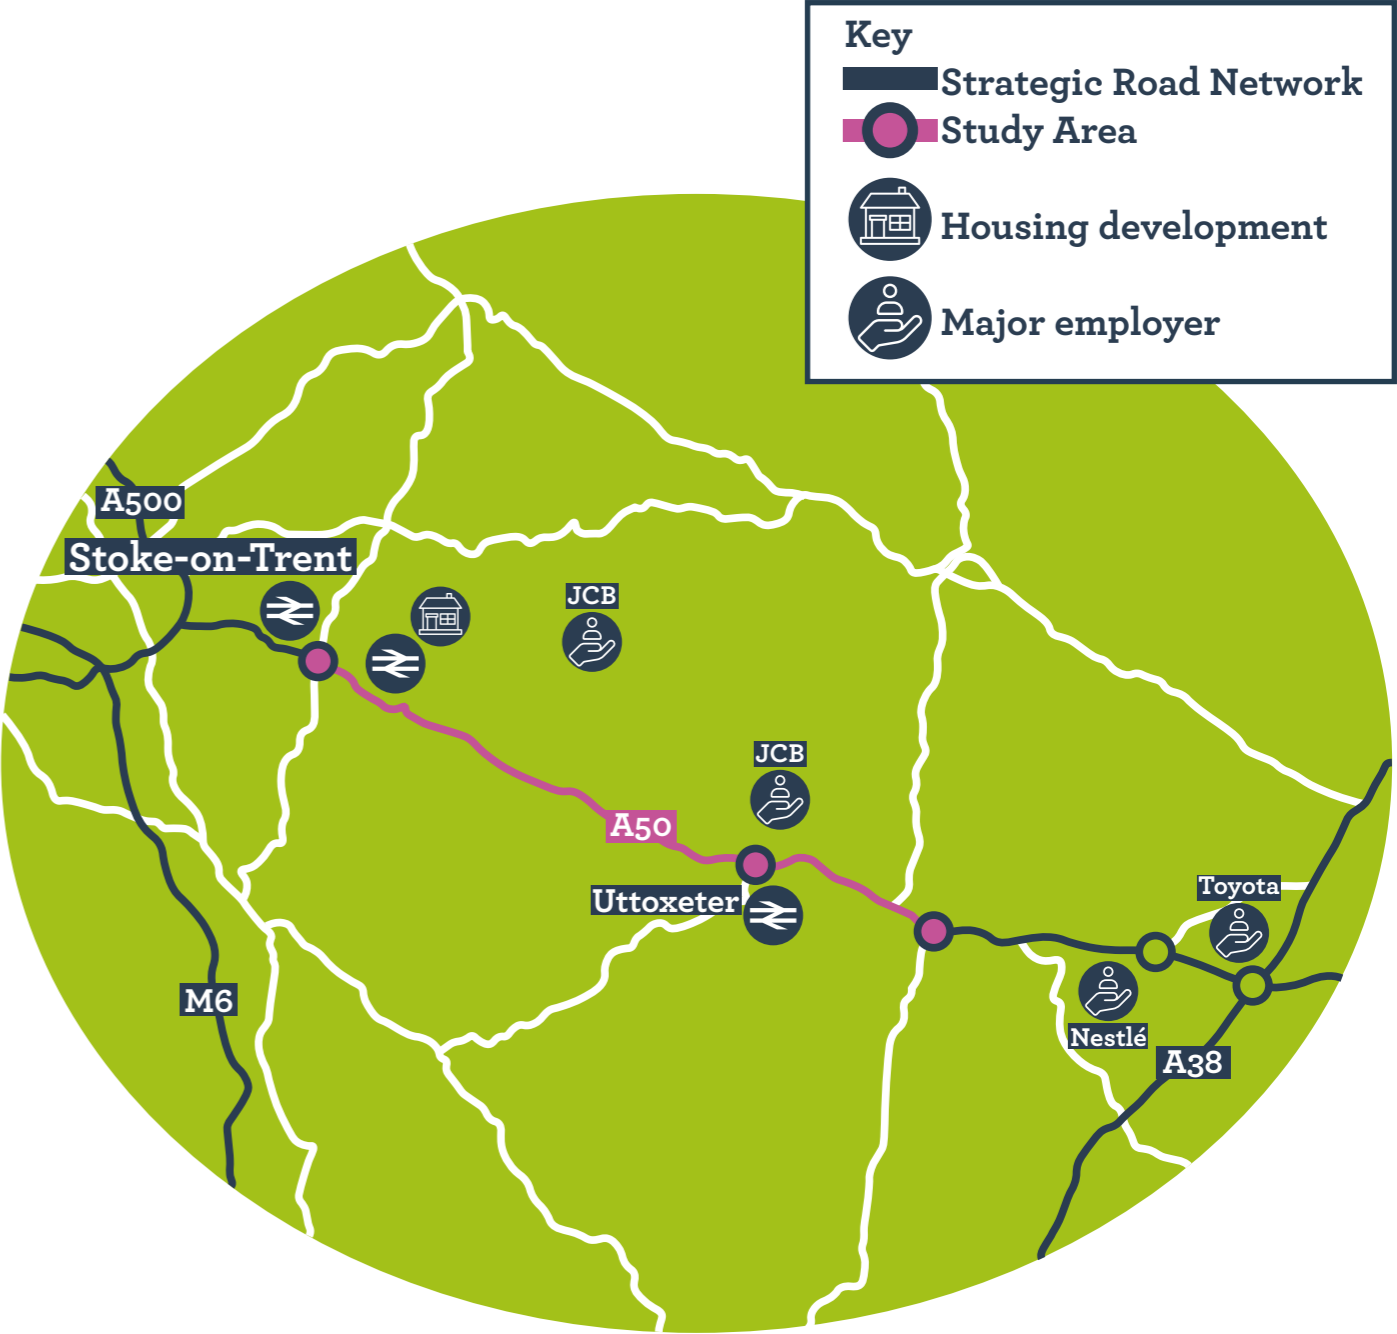 Key
Strategic Road Network
Study Area
Housing development
Major employer
A500
Stoke-on-Trent
JCB
JCB
A50
Uttoxeter
Toyota
M6
Nestlé
A38